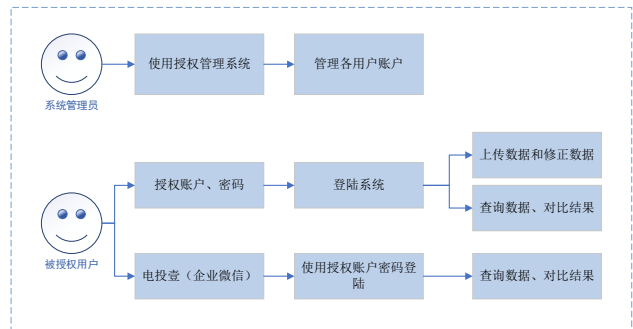 使用授权管理系统
管理各用户账户
系统管理员
上传数据和修正数据
授权账户、密码
登陆系统
查询数据、对比结果
被授权用户
电投壹（企业微信）
使用授权账户密码登
陆
查询数据、对比结果